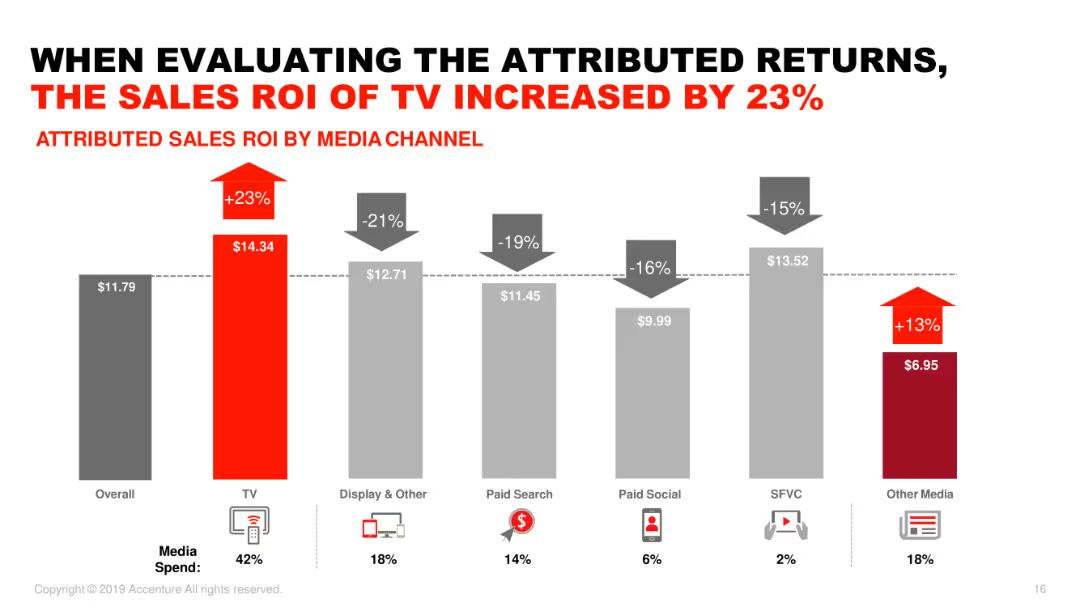 WHEN EVALUATING THE ATTRIBUTED RETURNS,
THE SALES ROI OF TV INCREASED BY 23%
ATTRIBUTED SALES ROI BY MEDIA CHANNEL
+23%
-21%
-19%
-16%
-15%
+13%
$11.79
$14.34
$12.71
$11.45
$9.99
$13.52
$6.95
Overall
TV
Display & Other
Paid Search
Paid Social
SFVC
Other Media
$
Media
Spend:
42%
18%
14%
6%
2%
18%
Copyright © 2019 Accenture All rights reserved.
16